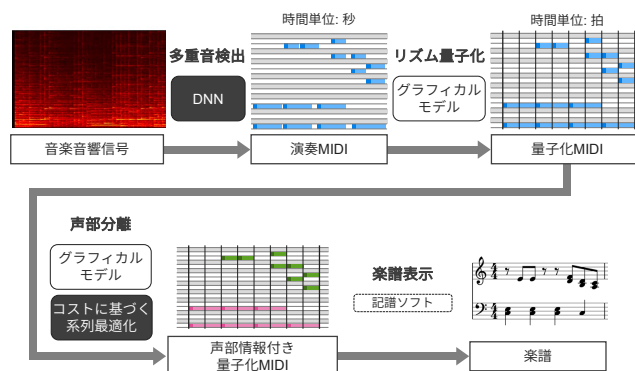 時間単位: 秒
時間単位: 拍
多重音検出
リズム量子化
DNN
グラフィカル
モデル
音楽音響信号
演奏MIDI
量子化MIDI
声部分離
グラフィカル
モデル
楽譜表示
コストに基づく
系列最適化
記譜ソフト
声部情報付き
量子化MIDI
楽譜